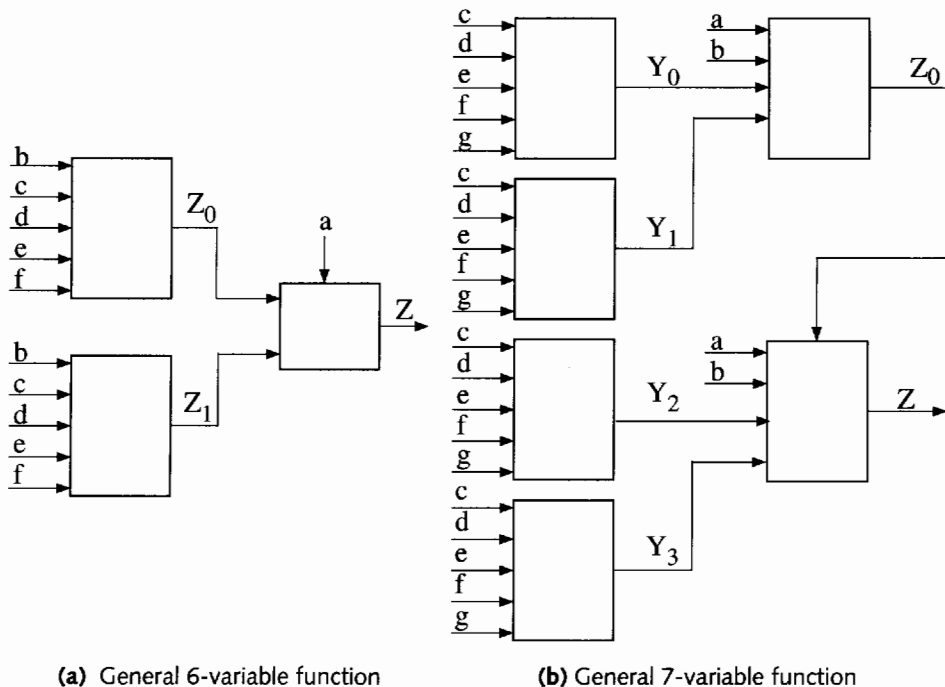 b
c
d
e
f
Z0
b
c
d
e
f
Z1
a
Z
(a) General 6-variable function
c
d
e
f
g
Y0
c
d
e
f
g
Y1
a
b
Z0
c
d
e
f
g
Y2
c
d
e
f
g
Y3
a
b
Z
(b) General 7-variable function